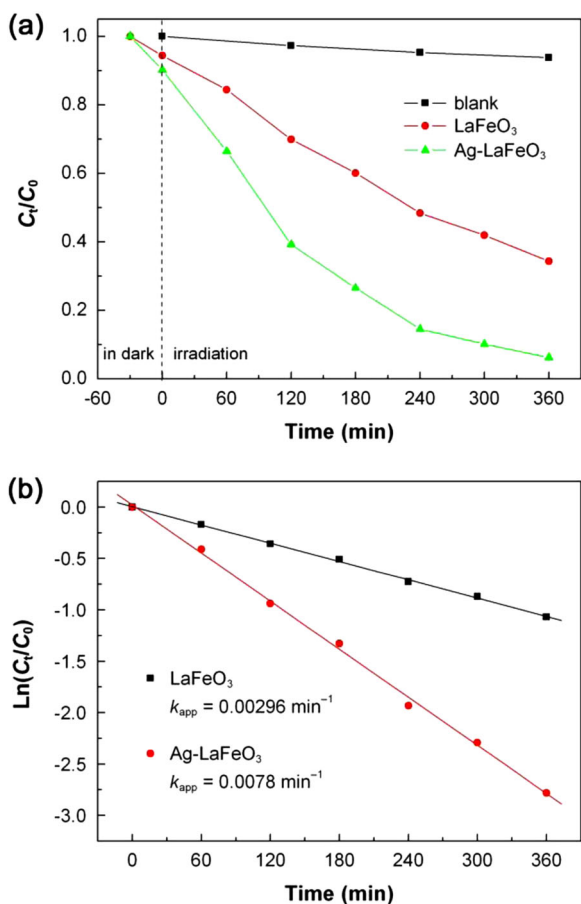 (a)
1.0
0.8
0.6
0.4
0.2
0.0
Cₜ/C₀
blank
LaFeO₃
Ag-LaFeO₃
in dark
irradiation
-60 0 60 120 180 240 300 360
Time (min)
(b)
0.0
-0.5
-1.0
-1.5
-2.0
-2.5
-3.0
Ln(Cₜ/C₀)
LaFeO₃
kapp = 0.00296 min⁻¹
Ag-LaFeO₃
kapp = 0.0078 min⁻¹
0 60 120 180 240 300 360
Time (min)